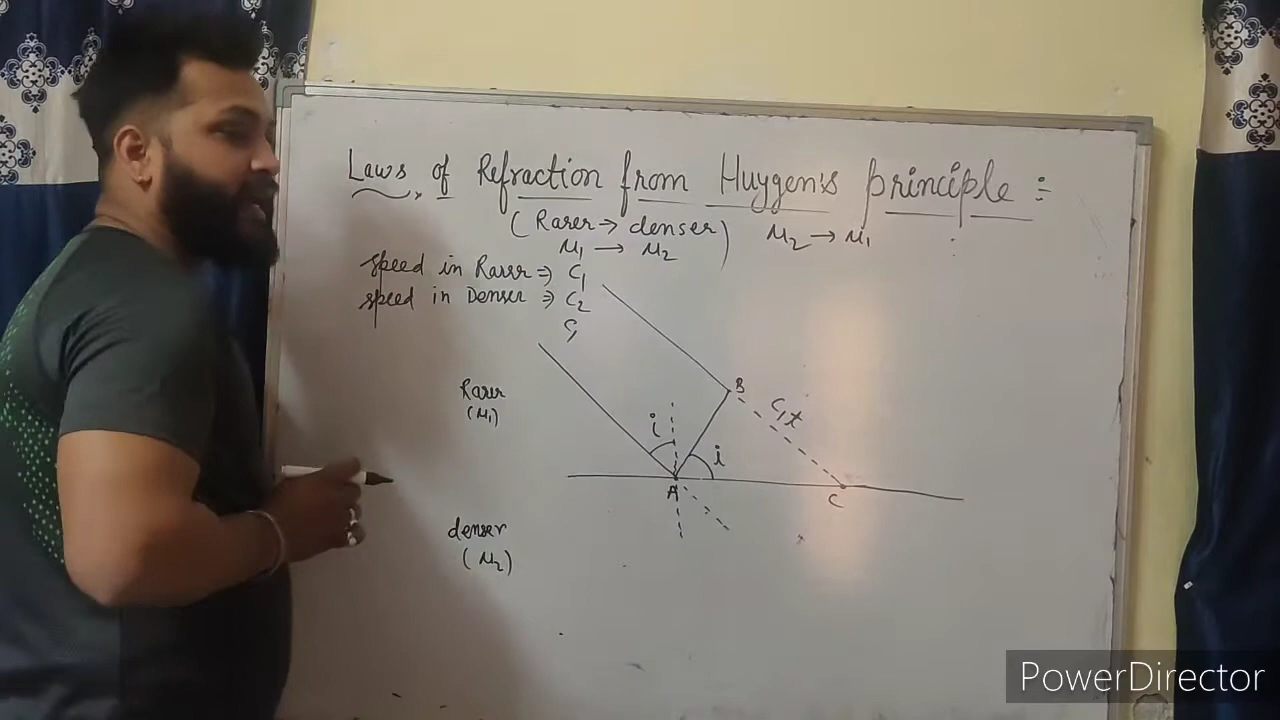 Laws of Refraction from Huygen's principle :
(Rarer → denser) μ2 → μ1
μ1 → μ2
speed in Rarer ⇒ C1
speed in Denser ⇒ C2
C1
B
Rarer
(μ1)
C1t
i
i
A
C
denser
(μ2)
PowerDirector